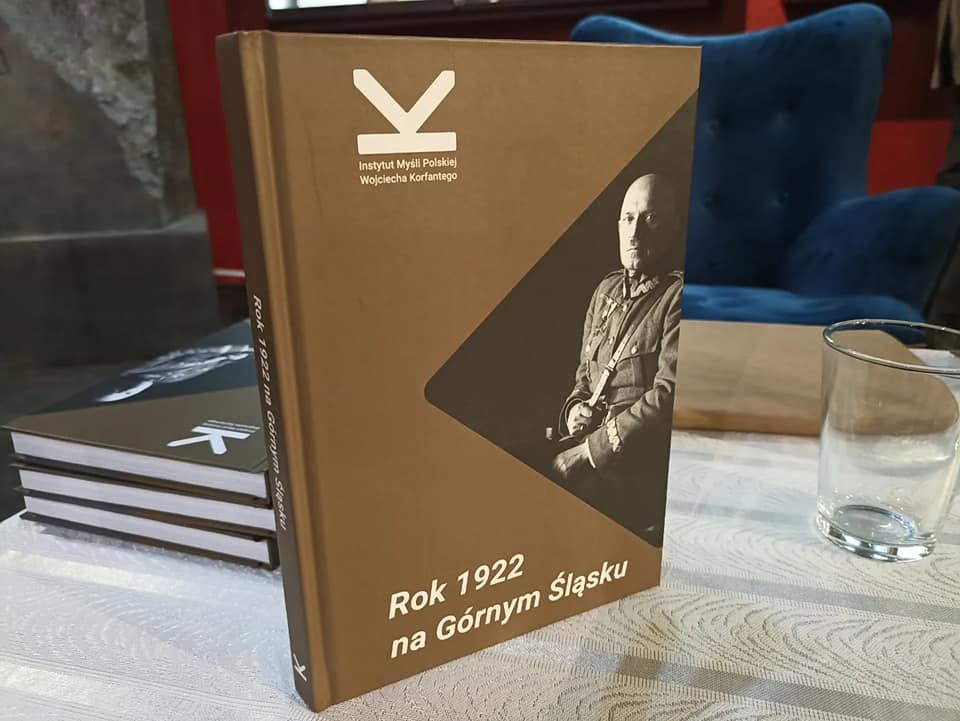 Instytut Myśli Polskiej
Wojciecha Korfantego
Rok 1922
na Górnym Śląsku
Rok 1922 na Górnym Śląsku